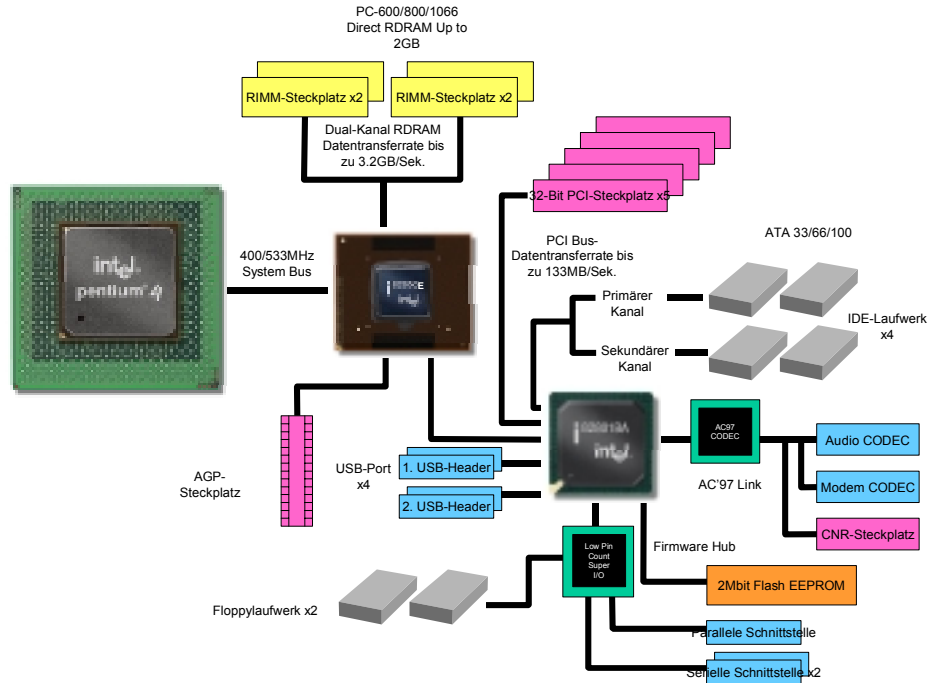 PC-600/800/1066
Direct RDRAM Up to
2GB
RIMM-Steckplatz x2
RIMM-Steckplatz x2
Dual-Kanal RDRAM
Datentransferrate bis
zu 3.2GB/Sek.
32-Bit PCI-Steckplatz x5
400/533MHz
System Bus
intel
pentium 4
intel
PCI Bus-
Datentransferrate bis
zu 133MB/Sek.
ATA 33/66/100
Primärer
Kanal
IDE-Laufwerk
x4
Sekundärer
Kanal
AGP-
Steckplatz
USB-Port
x4
1. USB-Header
2. USB-Header
intel
AC97
CODEC
AC'97 Link
Audio CODEC
Modem CODEC
CNR-Steckplatz
Low Pin
Count
Super
I/O
Firmware Hub
2Mbit Flash EEPROM
Floppylaufwerk x2
Parallele Schnittstelle
Serielle Schnittstelle x2